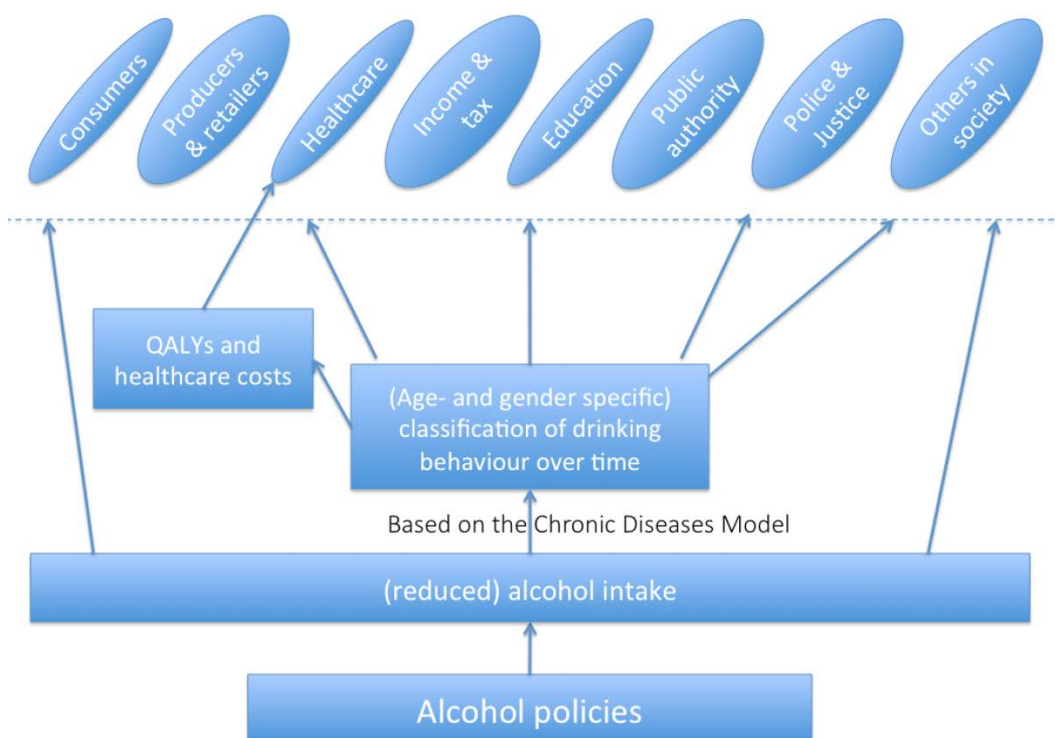 Consumers
Producers
& retailers
Healthcare
Income &
tax
Education
Public
authority
Police &
Justice
Others in
society
QALYs and
healthcare costs
(Age- and gender specific)
classification of drinking
behaviour over time
Based on the Chronic Diseases Model
(reduced) alcohol intake
Alcohol policies